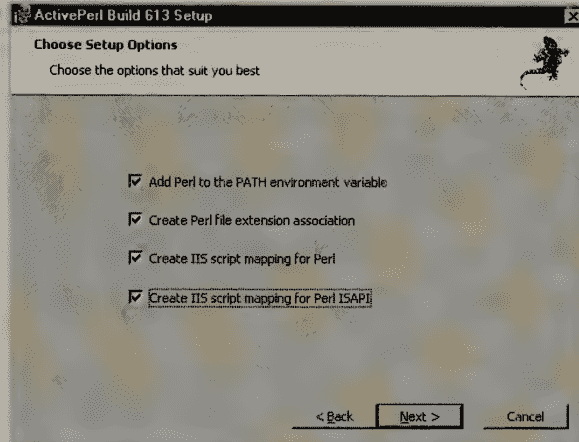 ActivePerl Build 613 Setup
Choose Setup Options
Choose the options that suit you best
Add Perl to the PATH environment variable
Create Perl file extension association
Create IIS script mapping for Perl
Create IIS script mapping for Perl ISAPI
< Back
Next >
Cancel